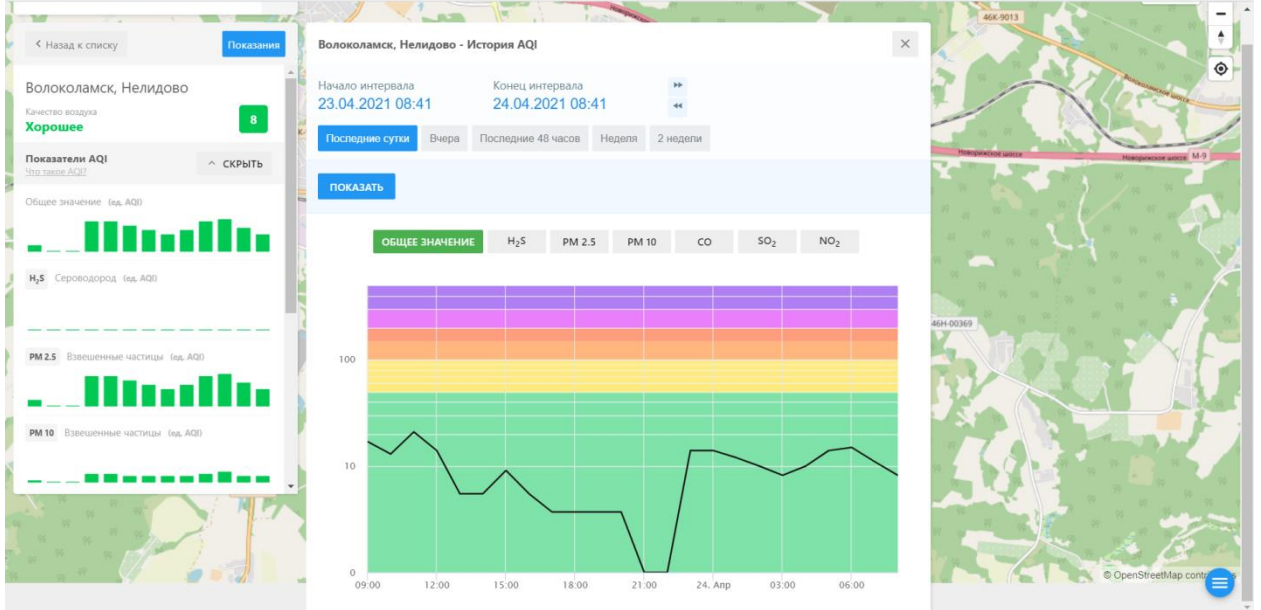 Назад к списку
Показания
Волоколамск, Нелидово
Качество воздуха
Хорошее
8
Показатели AQI
Что такое AQI?
СКРЫТЬ
Общее значение (ед. AQI)
H₂S Сероводород (ед. AQI)
PM 2.5 Взвешенные частицы (ед. AQI)
PM 10 Взвешенные частицы (ед. AQI)
Волоколамск, Нелидово - История AQI
Начало интервала
23.04.2021 08:41
Конец интервала
24.04.2021 08:41
Последние сутки
Вчера
Последние 48 часов
Неделя
2 недели
ПОКАЗАТЬ
ОБЩЕЕ ЗНАЧЕНИЕ
H₂S
PM 2.5
PM 10
CO
SO₂
NO₂
100
10
0
09:00 12:00 15:00 18:00 21:00 24. Апр 03:00 06:00
46К-9013
Волоколамское шоссе
Новорижское шоссе
Новорижское шоссе
М-9
46Н-00369
© OpenStreetMap